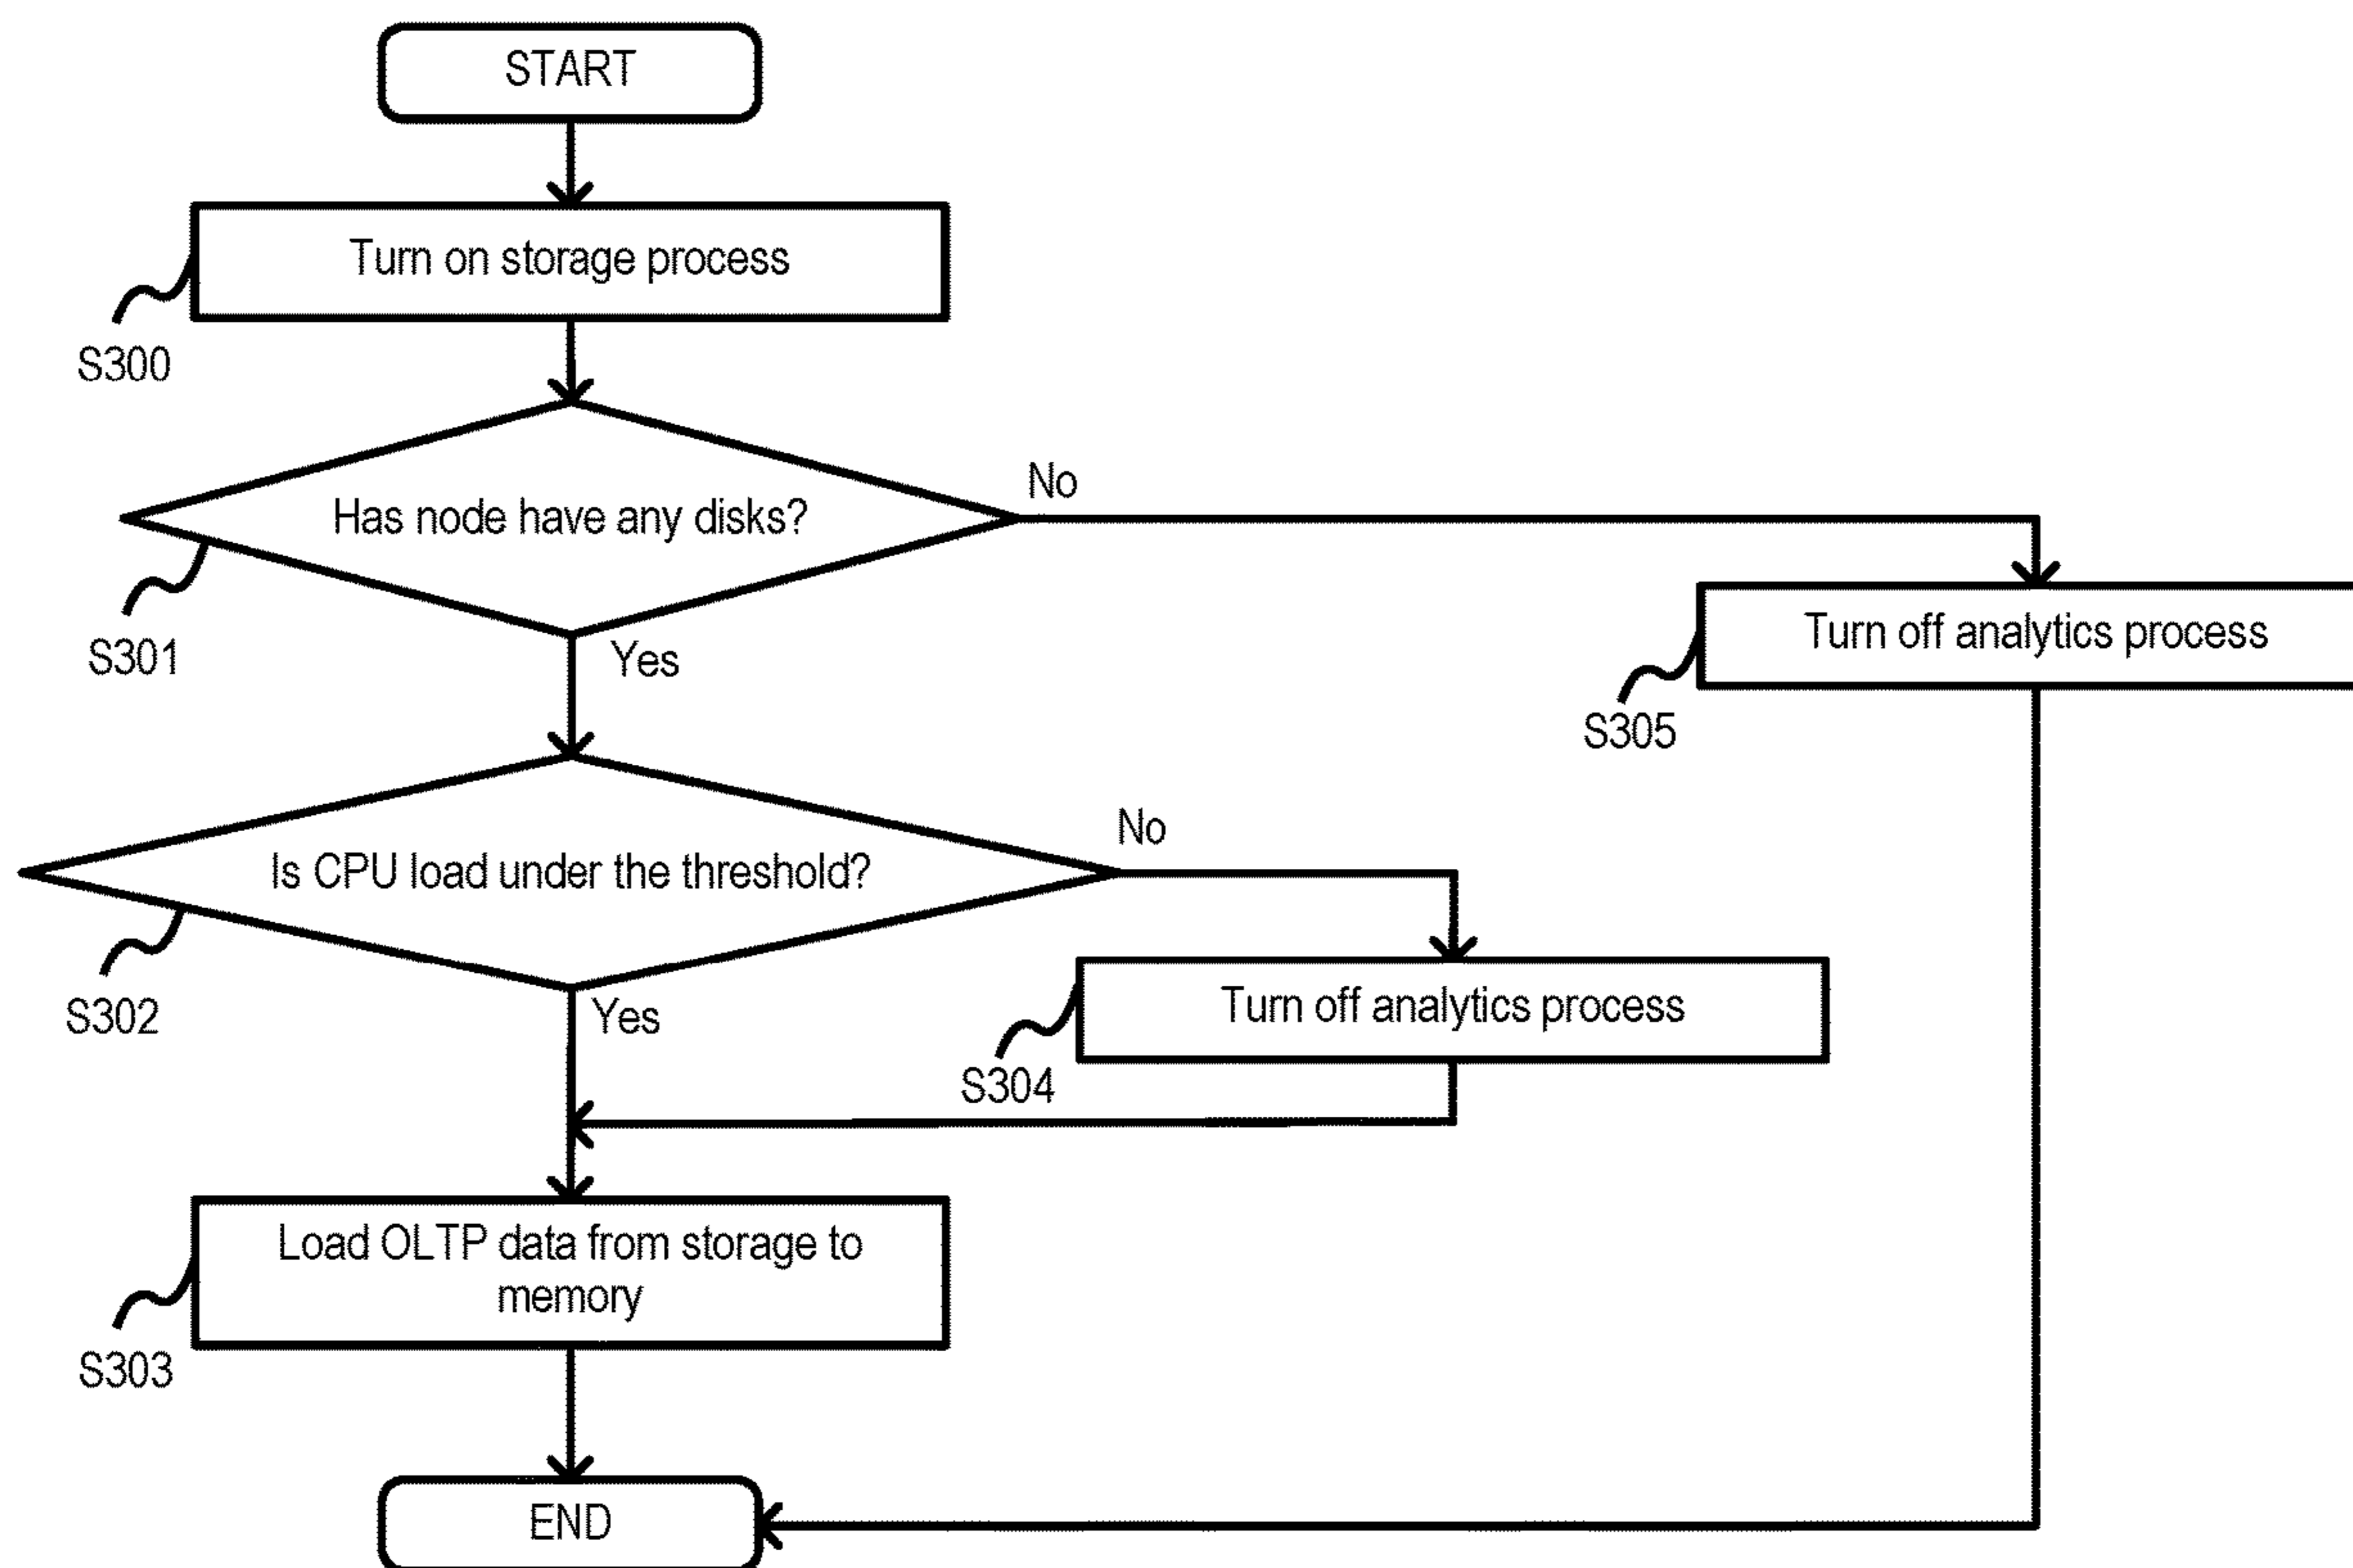 START
Turn on storage process
S300
Has node have any disks?
No
S301
Yes
Turn off analytics process
S305
Is CPU load under the threshold?
No
S302
Yes
Turn off analytics process
S304
Load OLTP data from storage to
memory
S303
END